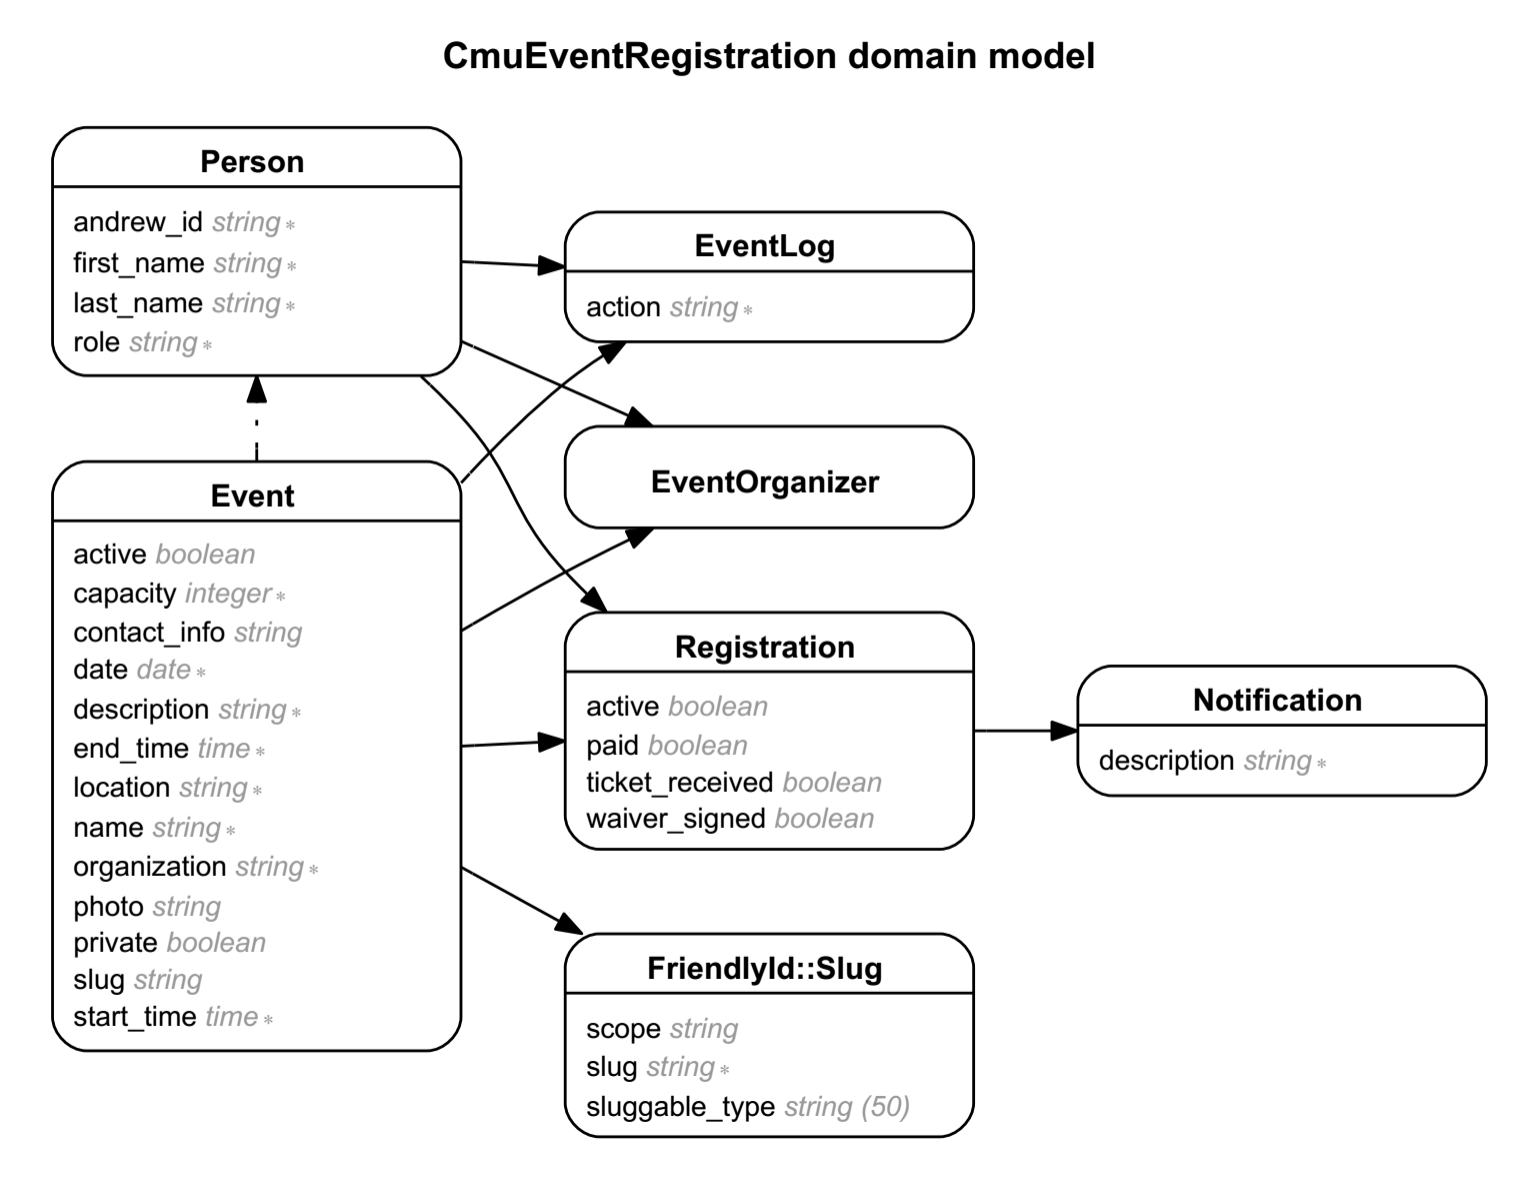 CmuEventRegistration domain model
Person
andrew_id string *
first_name string *
last_name string *
role string *
Event
active boolean
capacity integer *
contact_info string
date date *
description string *
end_time time *
location string *
name string *
organization string *
photo string
private boolean
slug string
start_time time *
EventLog
action string *
EventOrganizer
Registration
active boolean
paid boolean
ticket_received boolean
waiver_signed boolean
FriendlyId::Slug
scope string
slug string *
sluggable_type string (50)
Notification
description string *